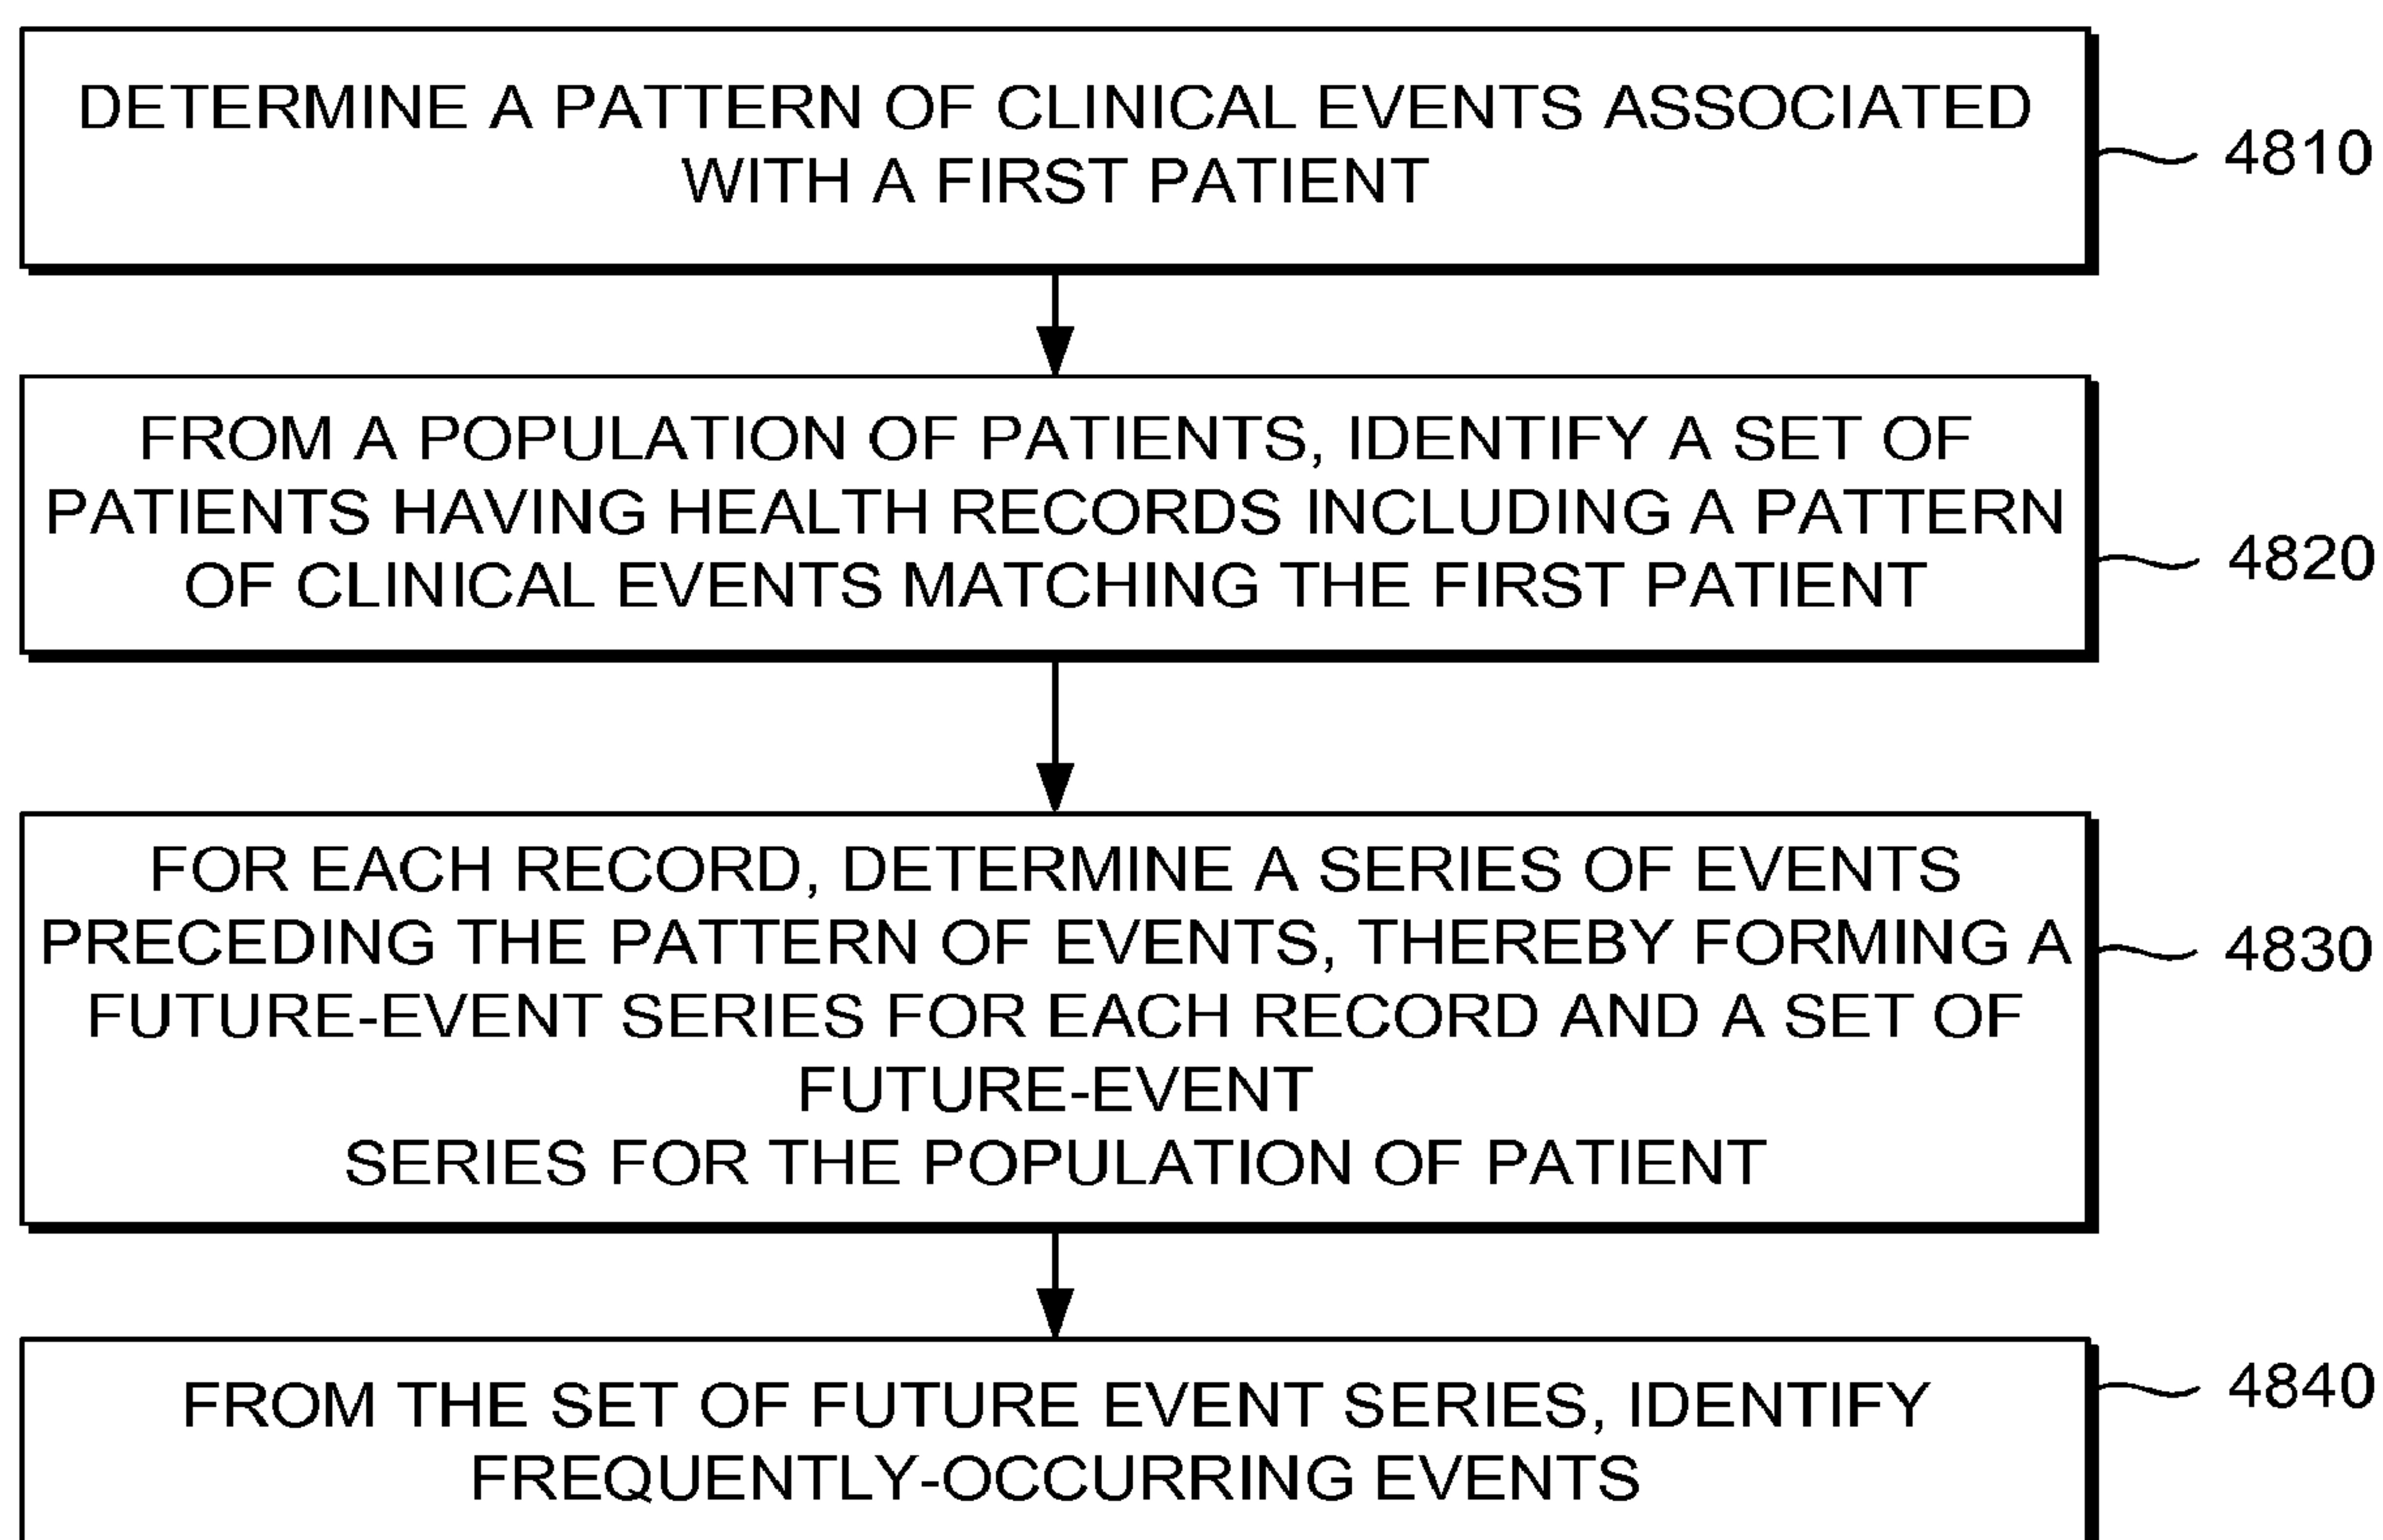 DETERMINE A PATTERN OF CLINICAL EVENTS ASSOCIATED
WITH A FIRST PATIENT
4810
FROM A POPULATION OF PATIENTS, IDENTIFY A SET OF
PATIENTS HAVING HEALTH RECORDS INCLUDING A PATTERN
OF CLINICAL EVENTS MATCHING THE FIRST PATIENT
4820
FOR EACH RECORD, DETERMINE A SERIES OF EVENTS
PRECEDING THE PATTERN OF EVENTS, THEREBY FORMING A
FUTURE-EVENT SERIES FOR EACH RECORD AND A SET OF
FUTURE-EVENT
SERIES FOR THE POPULATION OF PATIENT
4830
FROM THE SET OF FUTURE EVENT SERIES, IDENTIFY
FREQUENTLY-OCCURRING EVENTS
4840